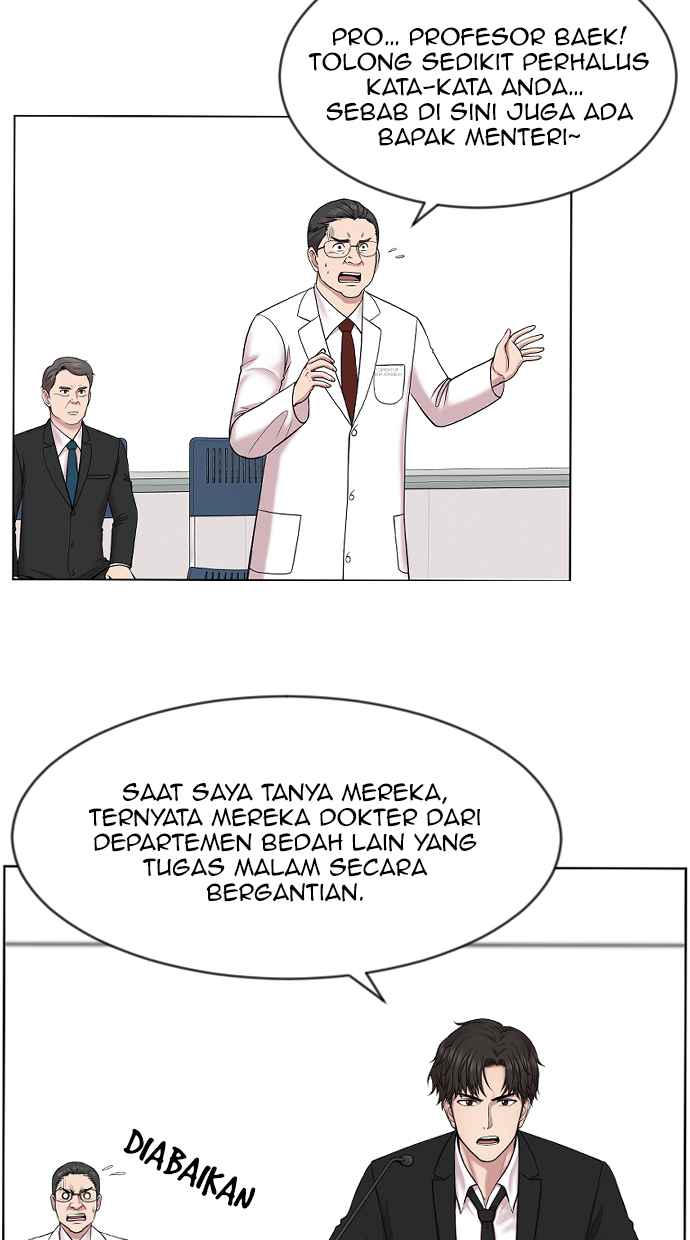 PRO... PROFESOR BAEK!
TOLONG SEDIKIT PERHALUS
KATA-KATA ANDA...
SEBAB DI SINI JUGA ADA
BAPAK MENTERI~
SAAT SAYA TANYA MEREKA,
TERNYATA MEREKA DOKTER DARI
DEPARTEMEN BEDAH LAIN YANG
TUGAS MALAM SECARA
BERGANTIAN.
DIABAIKAN